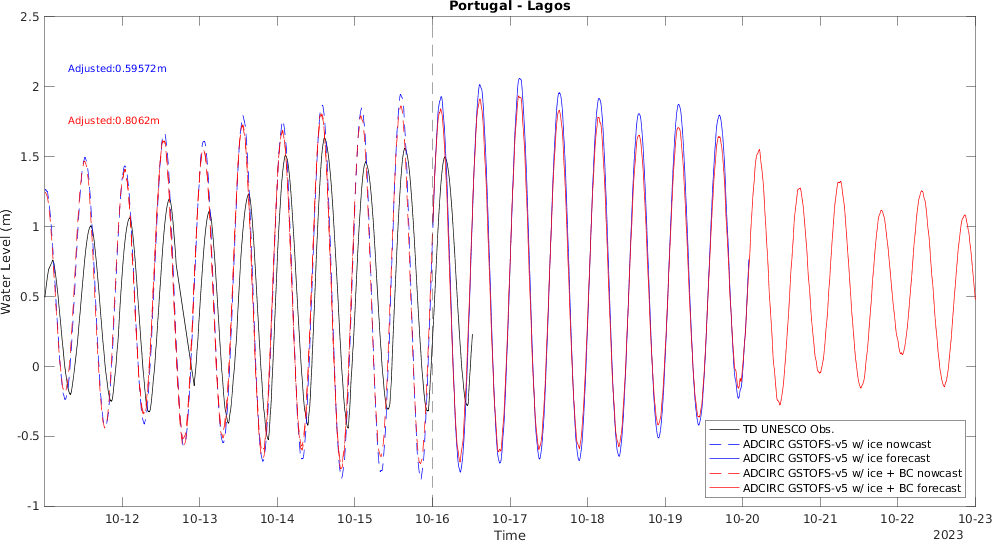 Portugal - Lagos
2.5
2
1.5
1
0.5
0
-0.5
-1
Water Level (m)
Adjusted:0.59572m
Adjusted:0.8062m
TD UNESCO Obs.
ADCIRC GSTOFS-v5 w/ ice nowcast
ADCIRC GSTOFS-v5 w/ ice forecast
ADCIRC GSTOFS-v5 w/ ice + BC nowcast
ADCIRC GSTOFS-v5 w/ ice + BC forecast
10-12 10-13 10-14 10-15 10-16 10-17 10-18 10-19 10-20 10-21 10-22 10-23
Time
2023